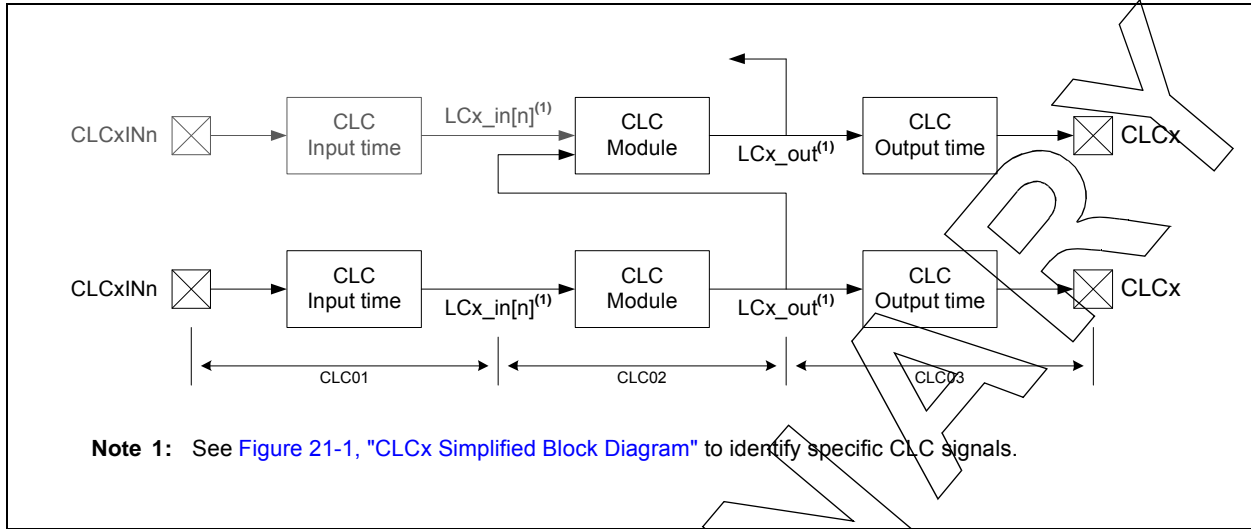 CLCxINn
CLC
Input time
LCx_in[n](1)
CLC
Module
LCx_out(1)
CLC
Output time
CLCx
CLCxINn
CLC
Input time
LCx_in[n](1)
CLC
Module
LCx_out(1)
CLC
Output time
CLCx
CLC01
CLC02
CLC03
Note 1: See Figure 21-1, "CLCx Simplified Block Diagram" to identify specific CLC signals.
ARY